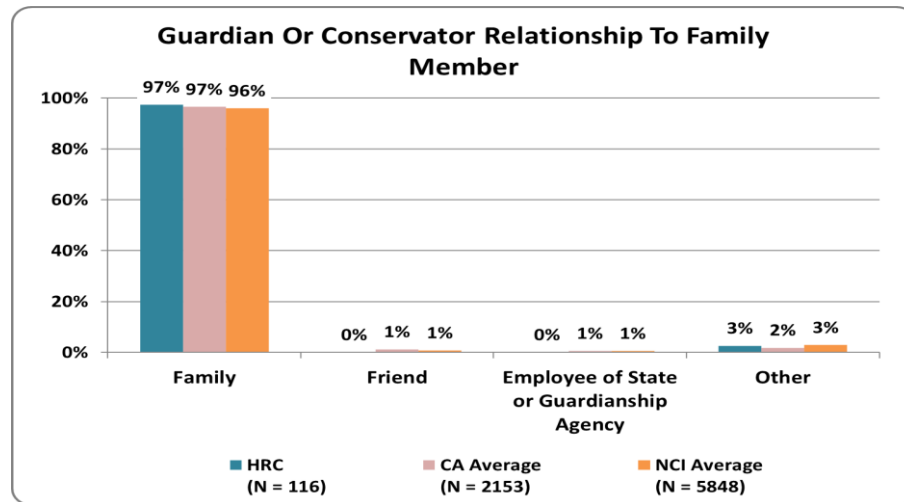 Guardian Or Conservator Relationship To Family
Member
97% 97% 96%
100%
80%
60%
40%
20%
0%
0% 1% 1%
0% 1% 1%
3% 2% 3%
Family
Friend
Employee of State
or Guardianship
Agency
Other
HRC
(N = 116)
CA Average
(N = 2153)
NCI Average
(N = 5848)